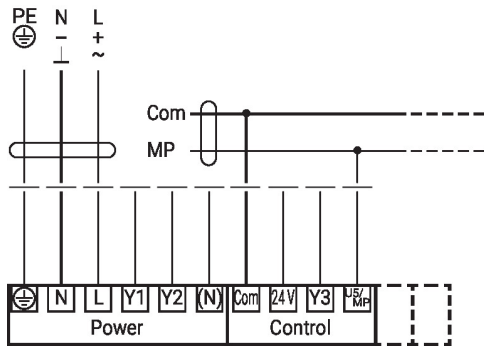 PE N L
– +
⊥ ~
Com
MP
N L Y1 Y2 (N) Com 24V Y3 U5/MP
Power Control